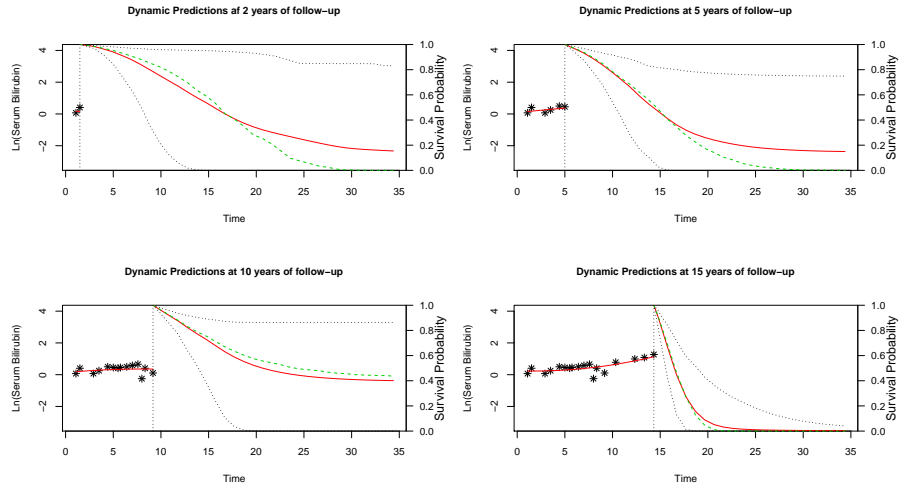 Dynamic Predictions af 2 years of follow−up
Ln(Serum Bilirubin)
4
2
0
−2
0 5 10 15 20 25 30 35
Time
1.0
0.8
0.6
0.4
0.2
0.0
Survival Probability
Dynamic Predictions at 5 years of follow−up
Ln(Serum Bilirubin)
4
2
0
−2
0 5 10 15 20 25 30 35
Time
1.0
0.8
0.6
0.4
0.2
0.0
Survival Probability
Dynamic Predictions at 10 years of follow−up
Ln(Serum Bilirubin)
4
2
0
−2
0 5 10 15 20 25 30 35
Time
1.0
0.8
0.6
0.4
0.2
0.0
Survival Probability
Dynamic Predictions at 15 years of follow−up
Ln(Serum Bilirubin)
4
2
0
−2
0 5 10 15 20 25 30 35
Time
1.0
0.8
0.6
0.4
0.2
0.0
Survival Probability